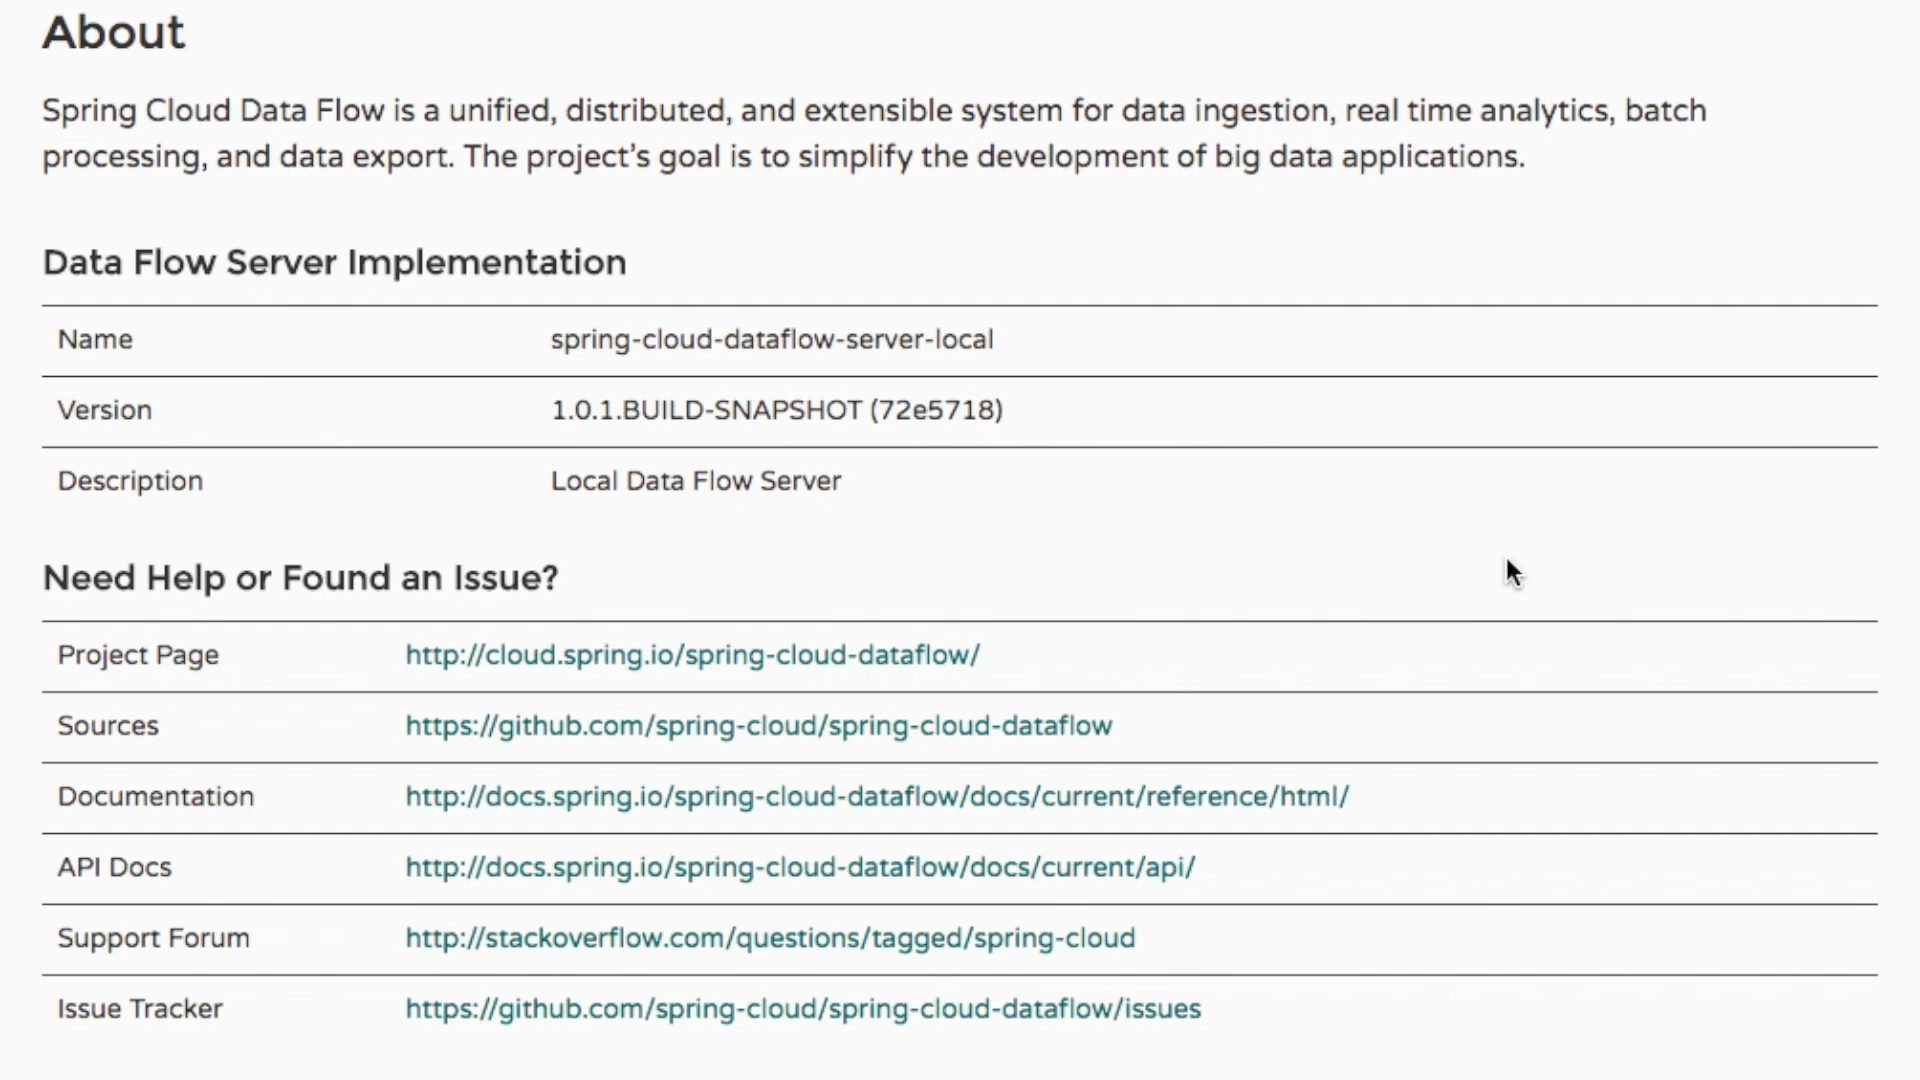 About
Spring Cloud Data Flow is a unified, distributed, and extensible system for data ingestion, real time analytics, batch
processing, and data export. The project's goal is to simplify the development of big data applications.
Data Flow Server Implementation
Name spring-cloud-dataflow-server-local
Version 1.0.1.BUILD-SNAPSHOT (72e5718)
Description Local Data Flow Server
Need Help or Found an Issue?
Project Page http://cloud.spring.io/spring-cloud-dataflow/
Sources https://github.com/spring-cloud/spring-cloud-dataflow
Documentation http://docs.spring.io/spring-cloud-dataflow/docs/current/reference/html/
API Docs http://docs.spring.io/spring-cloud-dataflow/docs/current/api/
Support Forum http://stackoverflow.com/questions/tagged/spring-cloud
Issue Tracker https://github.com/spring-cloud/spring-cloud-dataflow/issues